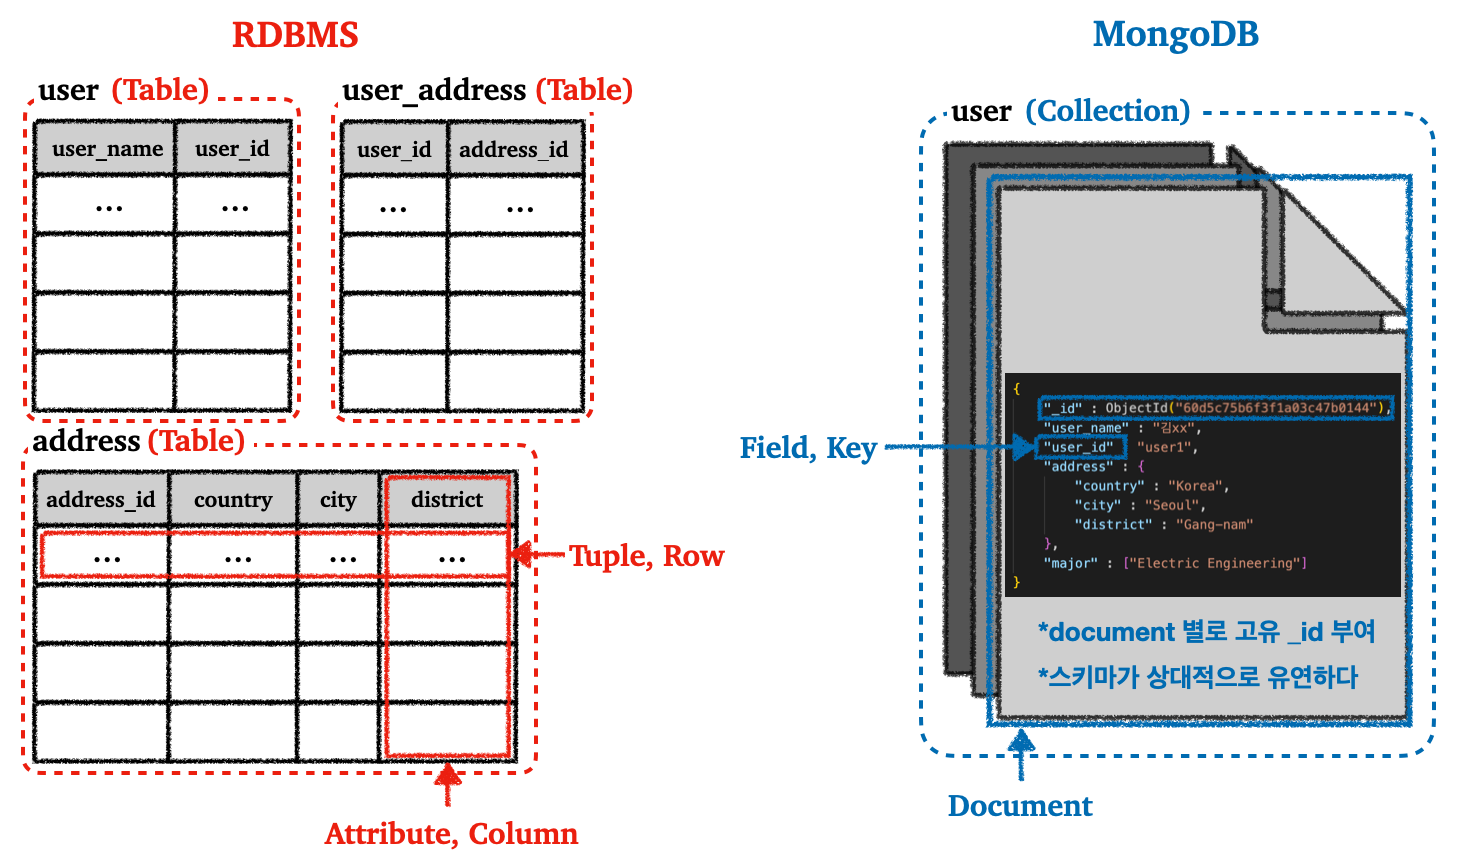 RDBMS
user (Table)
user_name user_id
... ...
user_address (Table)
user_id address_id
... ...
address (Table)
address_id country city district
... ... ... ...
Tuple, Row
Attribute, Column
MongoDB
user (Collection)
{
"_id" : ObjectId("60d5c75b6f3f1a03c47b0144"),
"user_name" : "김xx",
"user_id" "user1",
"address" : {
"country" : "Korea",
"city" : "Seoul",
"district" : "Gang-nam"
},
"major" : ["Electric Engineering"]
}
Field, Key
*document 별로 고유 _id 부여
*스키마가 상대적으로 유연하다
Document